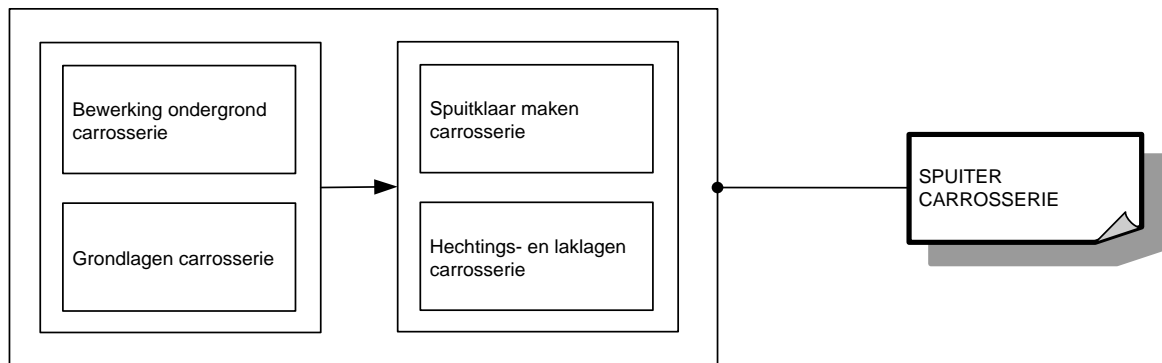 Bewerking ondergrond
carrosserie
Grondlagen carrosserie
Spuitklaar maken
carrosserie
Hechtings- en laklagen
carrosserie
SPUITER
CARROSSERIE